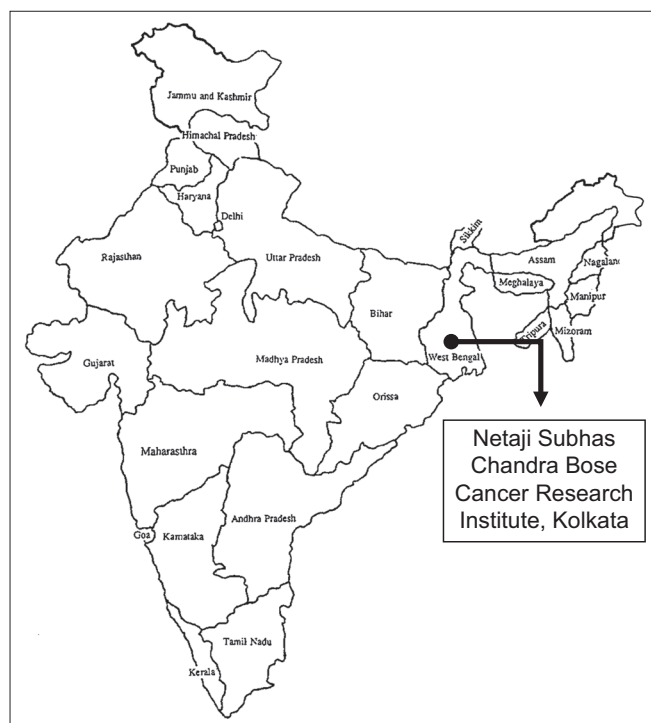 Jammu and Kashmir
Himachal Pradesh
Punjab
Haryana
Delhi
Sikkim
Rajasthan
Uttar Pradesh
Assam
Nagaland
Meghalaya
Bihar
Manipur
Tripura
Mizoram
West Bengal
Gujarat
Madhya Pradesh
Orissa
Maharasthra
Netaji Subhas
Chandra Bose
Cancer Research
Institute, Kolkata
Andhra Pradesh
Goa
Karnataka
Tamil Nadu
Kerala